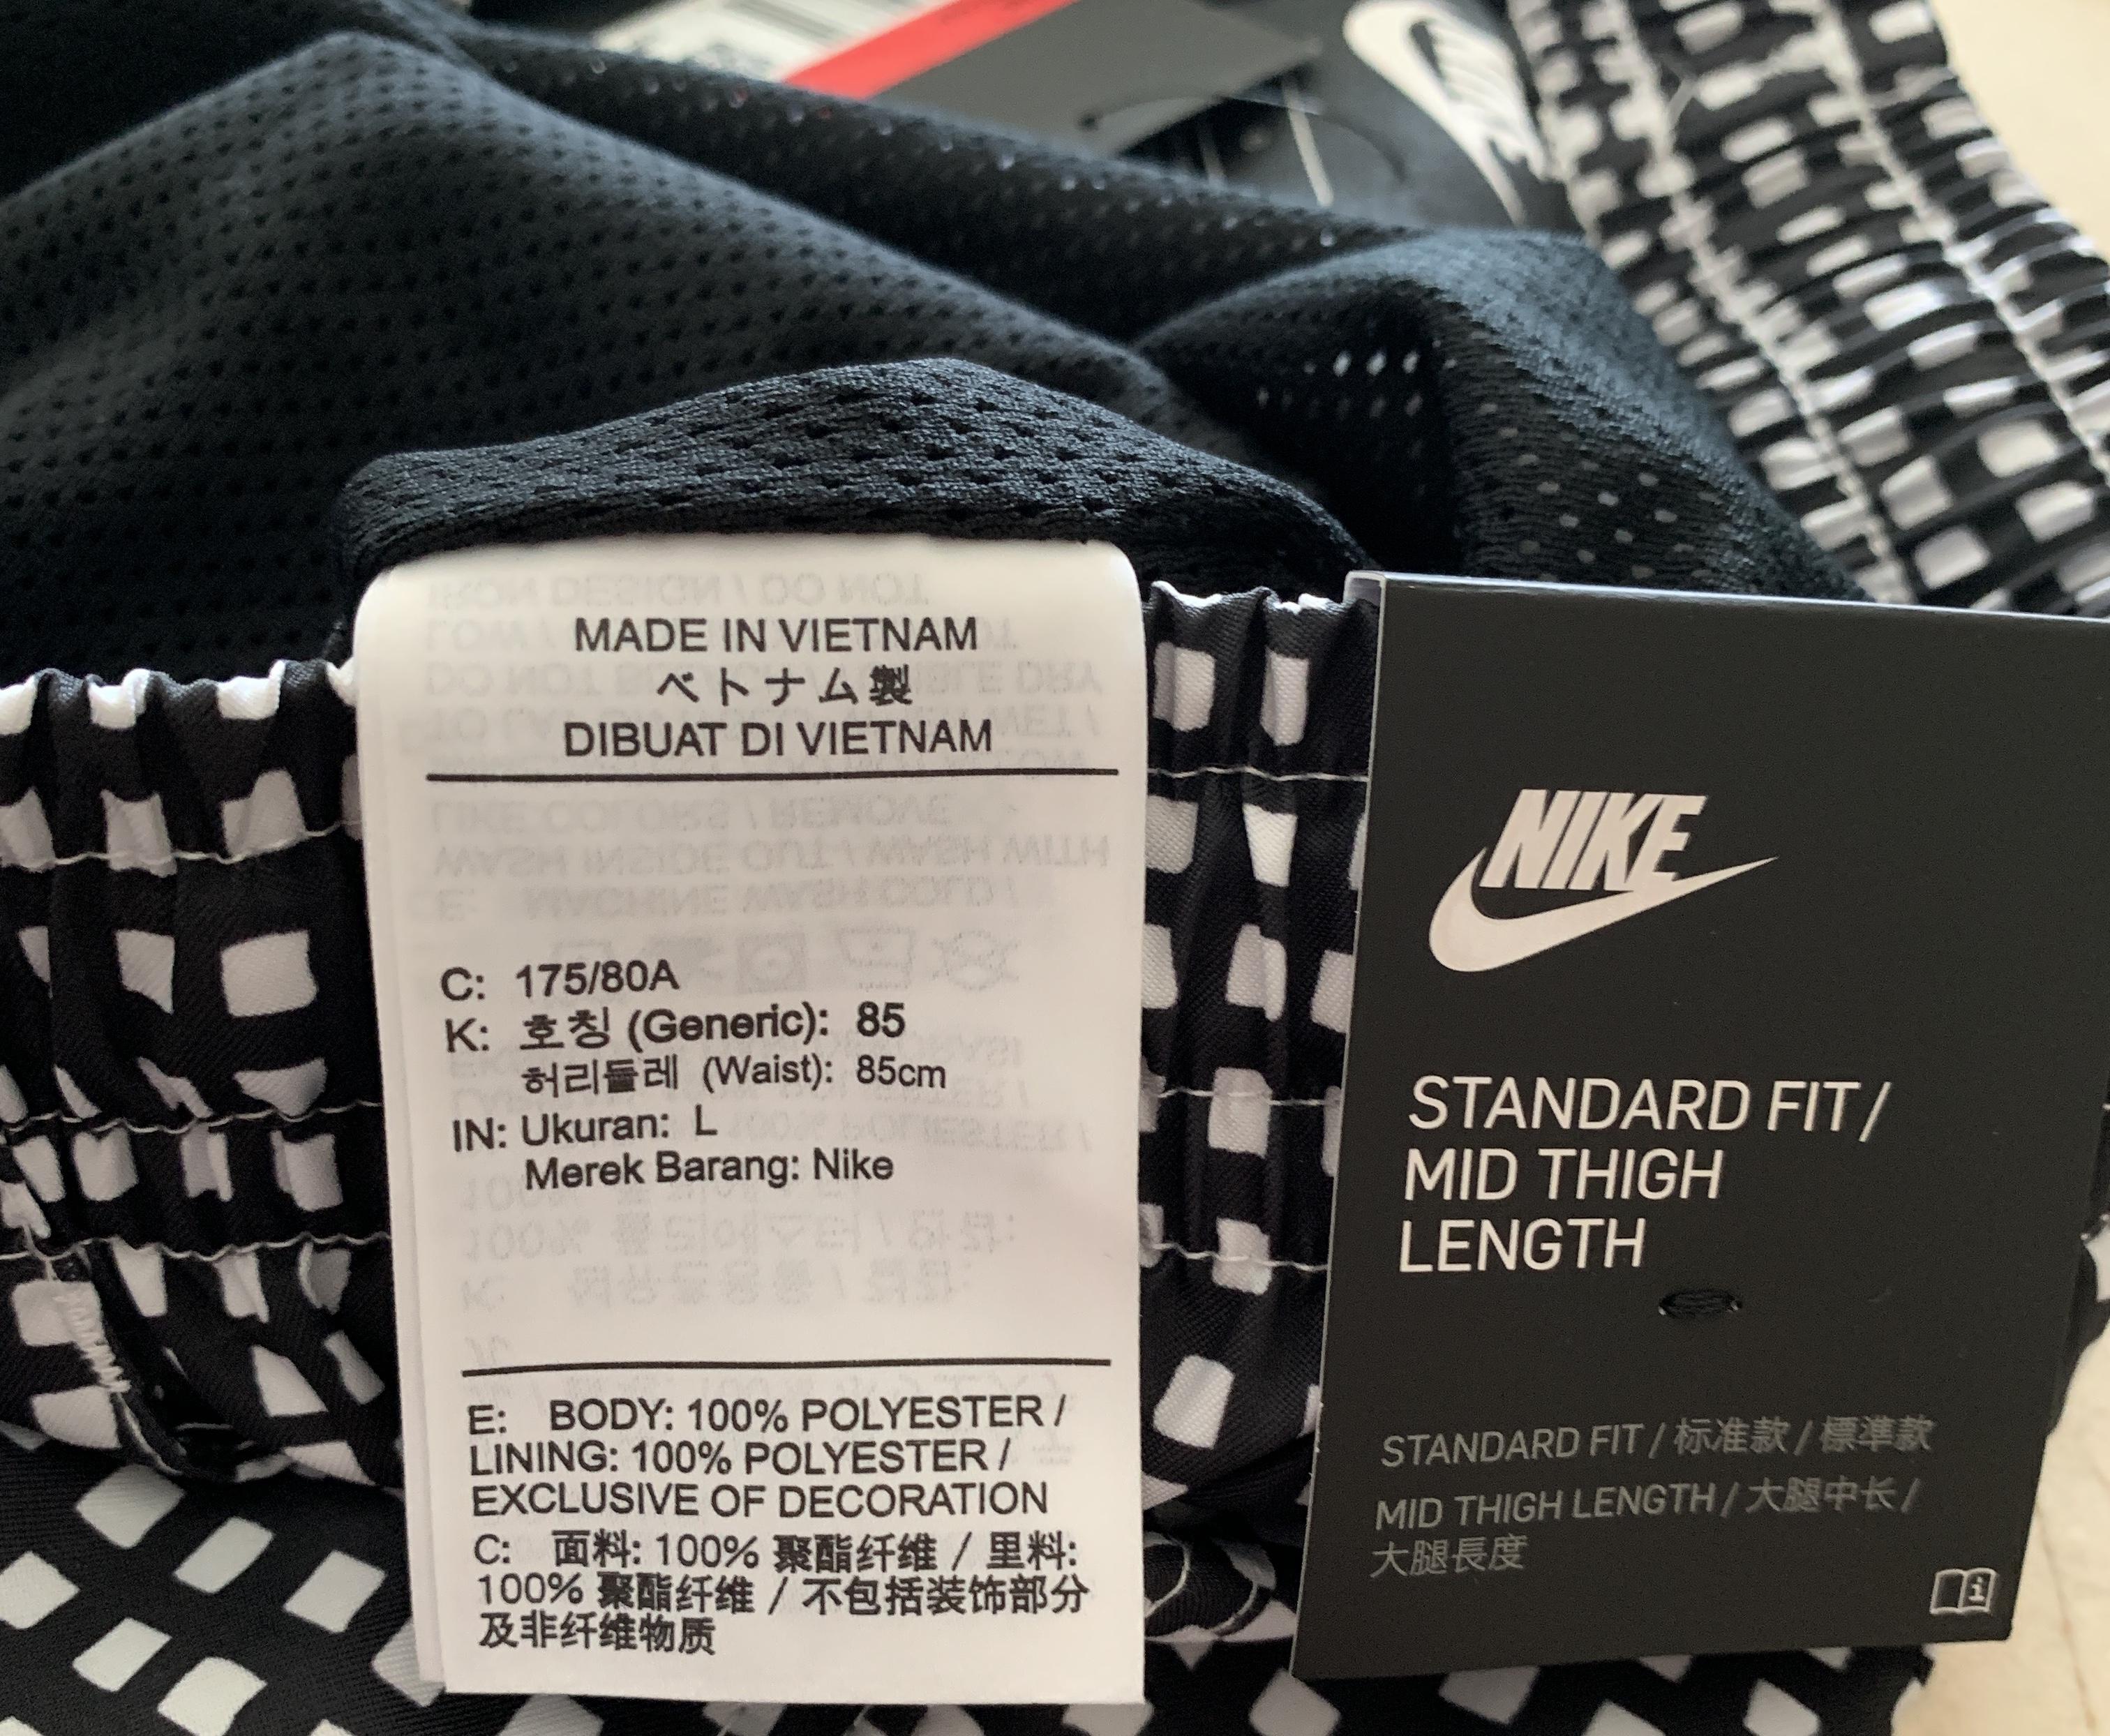 NIKE
MADE IN VIETNAM
ベトナム製
DIBUAT DI VIETNAM
C: 175/80A
K: 호칭 (Generic): 85
허리둘레 (Waist): 85cm
IN: Ukuran: L
Merek Barang: Nike
E: BODY: 100% POLYESTER /
LINING: 100% POLYESTER /
EXCLUSIVE OF DECORATION
C: 面料: 100% 聚酯纤维 / 里料:
100% 聚酯纤维 / 不包括装饰部分
及非纤维物质
NIKE
STANDARD FIT/
MID THIGH
LENGTH
STANDARD FIT / 标准款 / 標準款
MID THIGH LENGTH / 大腿中长 /
大腿長度